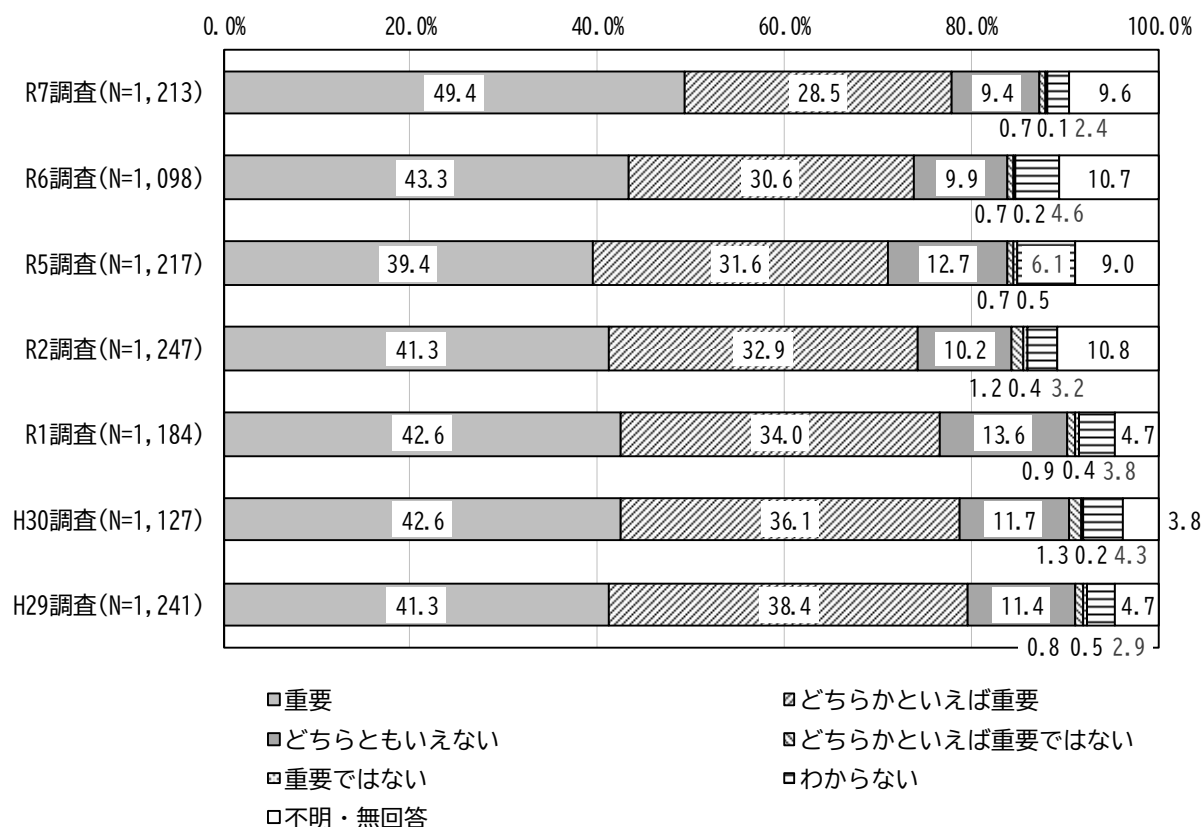 0.0% 20.0% 40.0% 60.0% 80.0% 100.0%
R7調査(N=1,213) 49.4 28.5 9.4 9.6
0.7 0.1 2.4
R6調査(N=1,098) 43.3 30.6 9.9 10.7
0.7 0.2 4.6
R5調査(N=1,217) 39.4 31.6 12.7 6.1 9.0
0.7 0.5
R2調査(N=1,247) 41.3 32.9 10.2 10.8
1.2 0.4 3.2
R1調査(N=1,184) 42.6 34.0 13.6 4.7
0.9 0.4 3.8
H30調査(N=1,127) 42.6 36.1 11.7 3.8
1.3 0.2 4.3
H29調査(N=1,241) 41.3 38.4 11.4 4.7
0.8 0.5 2.9
重要 どちらかといえば重要
どちらともいえない どちらかといえば重要ではない
重要ではない わからない
不明・無回答